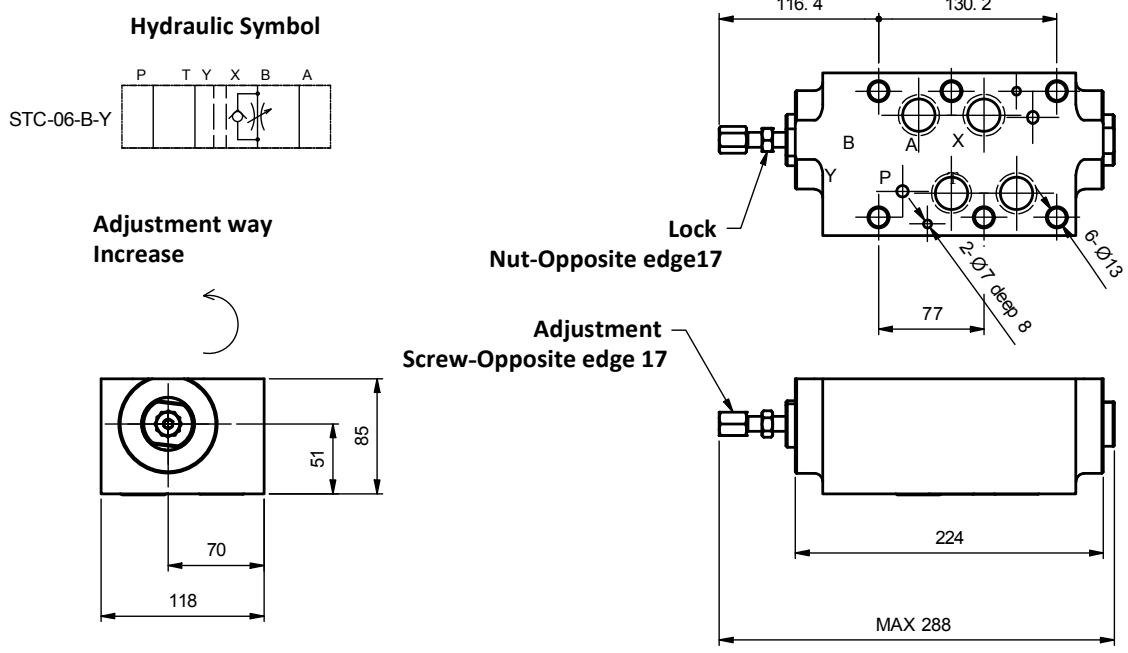 Hydraulic Symbol
P T Y X B A
STC-06-B-Y
Adjustment way
Increase
51
85
70
118
116.4
130.2
B A X
Y P T
Lock
Nut-Opposite edge17
2-Ø7 deep 8
6-Ø13
77
Adjustment
Screw-Opposite edge 17
224
MAX 288